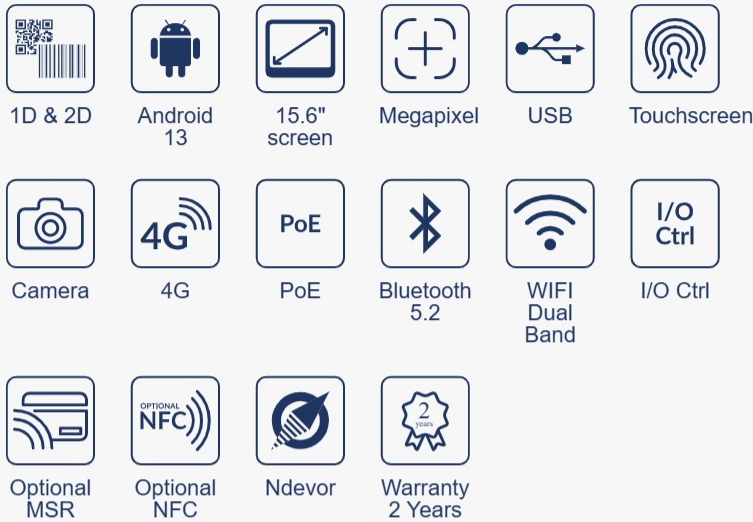 1D & 2D
Android
13
15.6"
screen
Megapixel
USB
Touchscreen
4G
PoE
I/O
Ctrl
Camera
4G
PoE
Bluetooth
5.2
WIFI
Dual
Band
I/O Ctrl
OPTIONAL
NFC
2
years
Optional
MSR
Optional
NFC
Ndevor
Warranty
2 Years